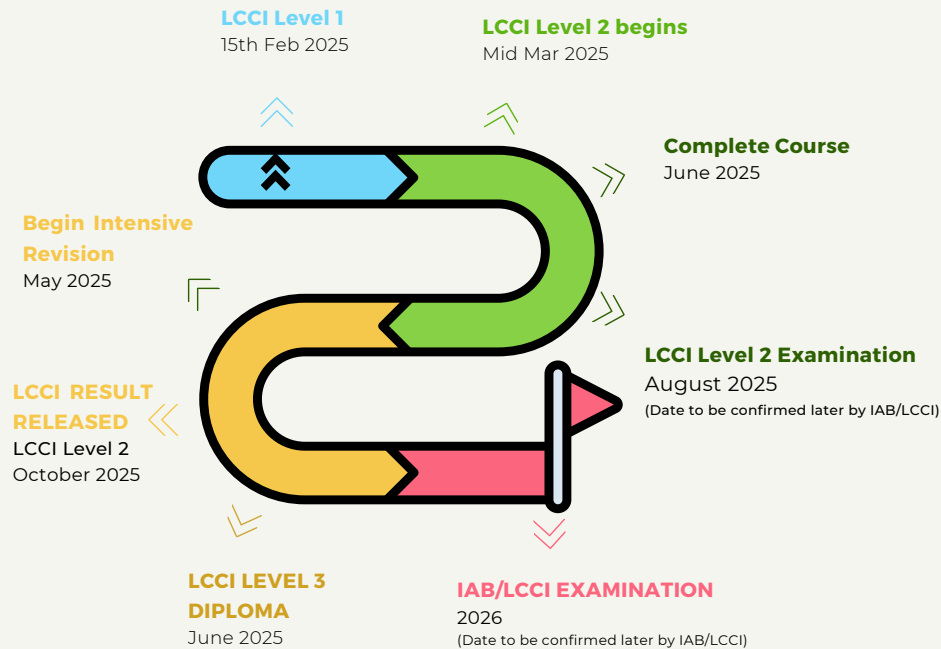 LCCI Level 1
15th Feb 2025
LCCI Level 2 begins
Mid Mar 2025
Complete Course
June 2025
Begin Intensive
Revision
May 2025
LCCI Level 2 Examination
August 2025
(Date to be confirmed later by IAB/LCCI)
LCCI RESULT
RELEASED
LCCI Level 2
October 2025
LCCI LEVEL 3
DIPLOMA
June 2025
IAB/LCCI EXAMINATION
2026
(Date to be confirmed later by IAB/LCCI)